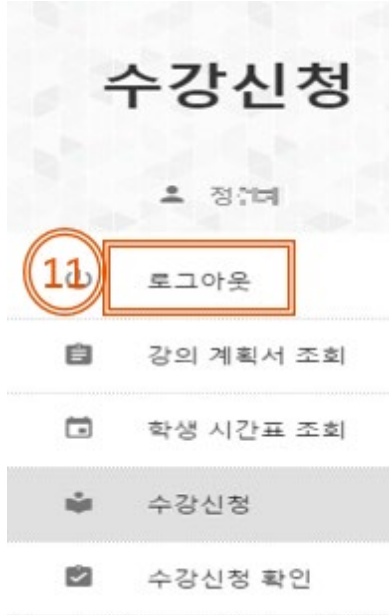 수강신청
11
로그아웃
강의 계획서 조회
학생 시간표 조회
수강신청
수강신청 확인